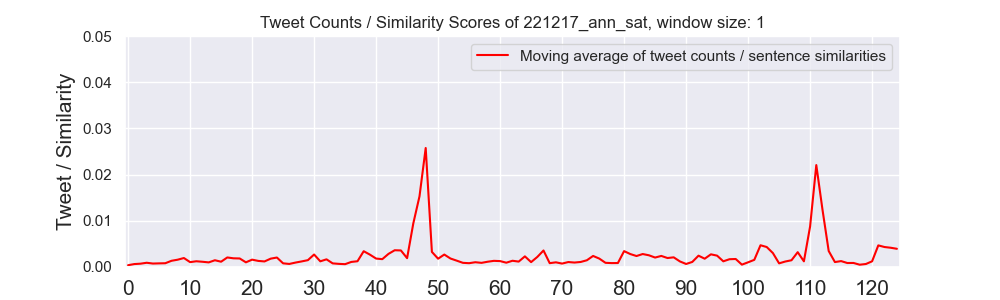 Tweet Counts / Similarity Scores of 221217_ann_sat, window size: 1
Moving average of tweet counts / sentence similarities
Tweet / Similarity
0.05
0.04
0.03
0.02
0.01
0.00
0 10 20 30 40 50 60 70 80 90 100 110 120